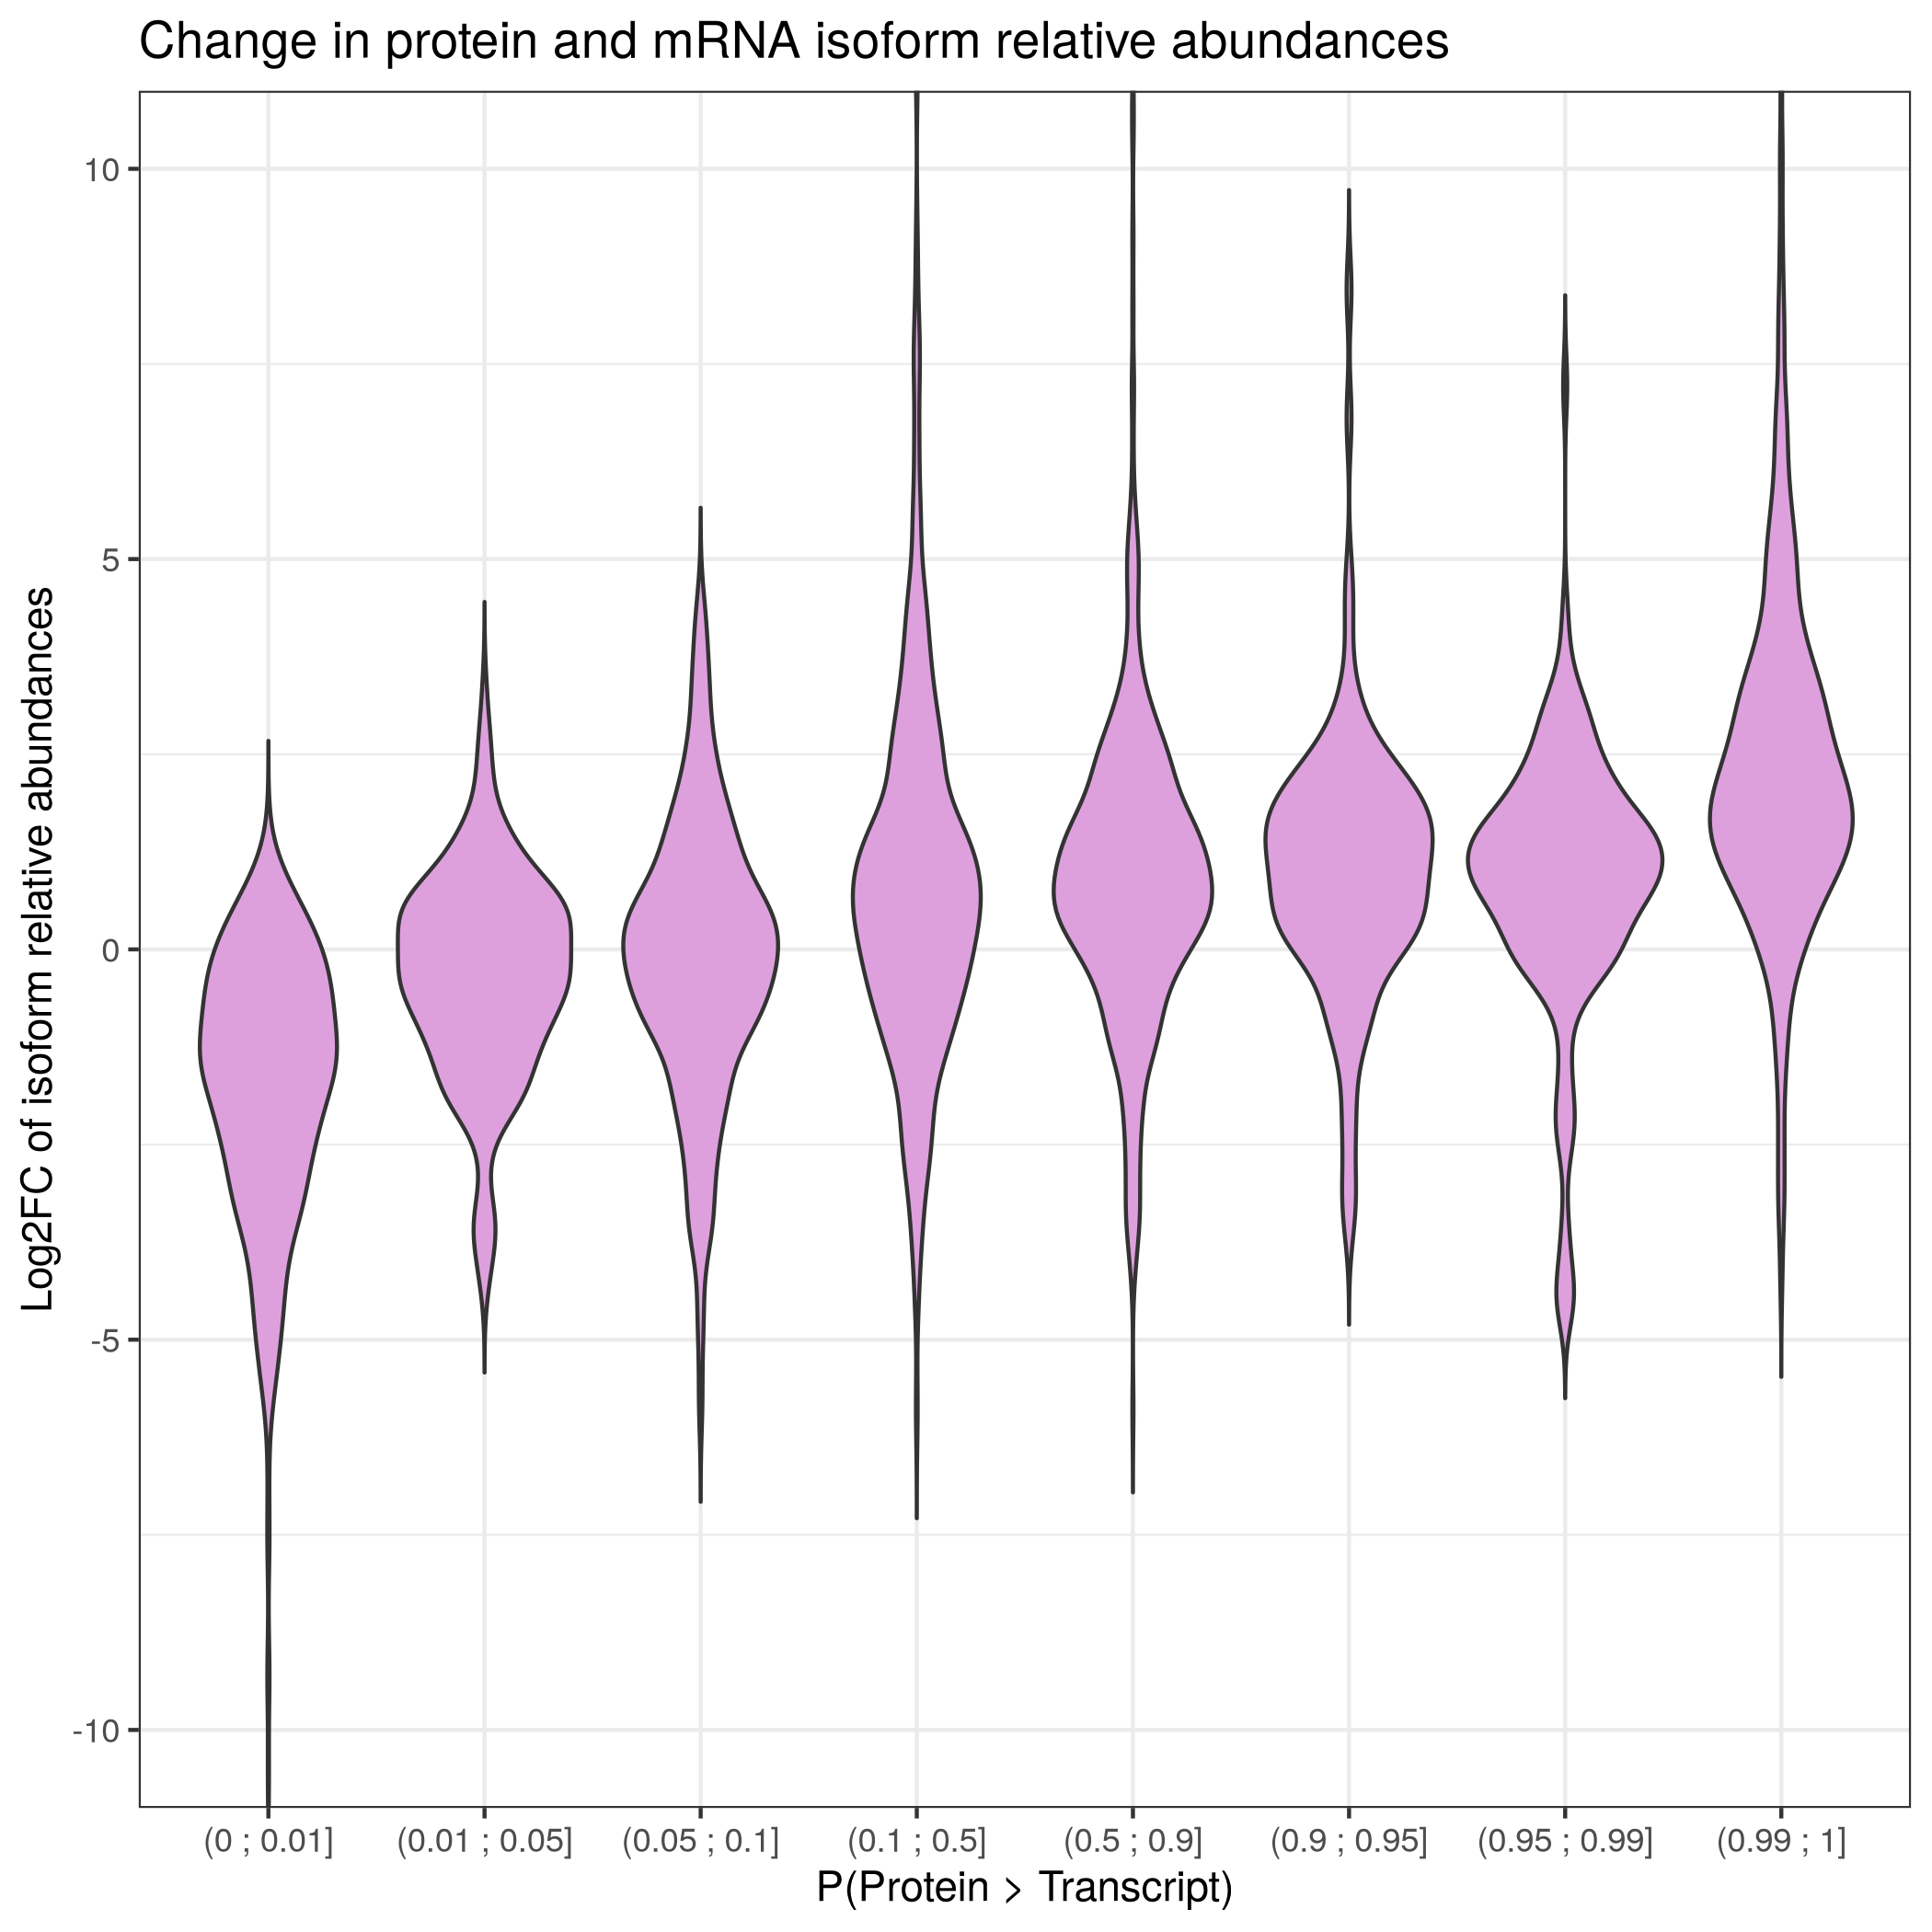 Change in protein and mRNA isoform relative abundances
Log2FC of isoform relative abundances
10
5
0
-5
-10
(0 ; 0.01] (0.01 ; 0.05] (0.05 ; 0.1] (0.1 ; 0.5] (0.5 ; 0.9] (0.9 ; 0.95] (0.95 ; 0.99] (0.99 ; 1]
P(Protein > Transcript)